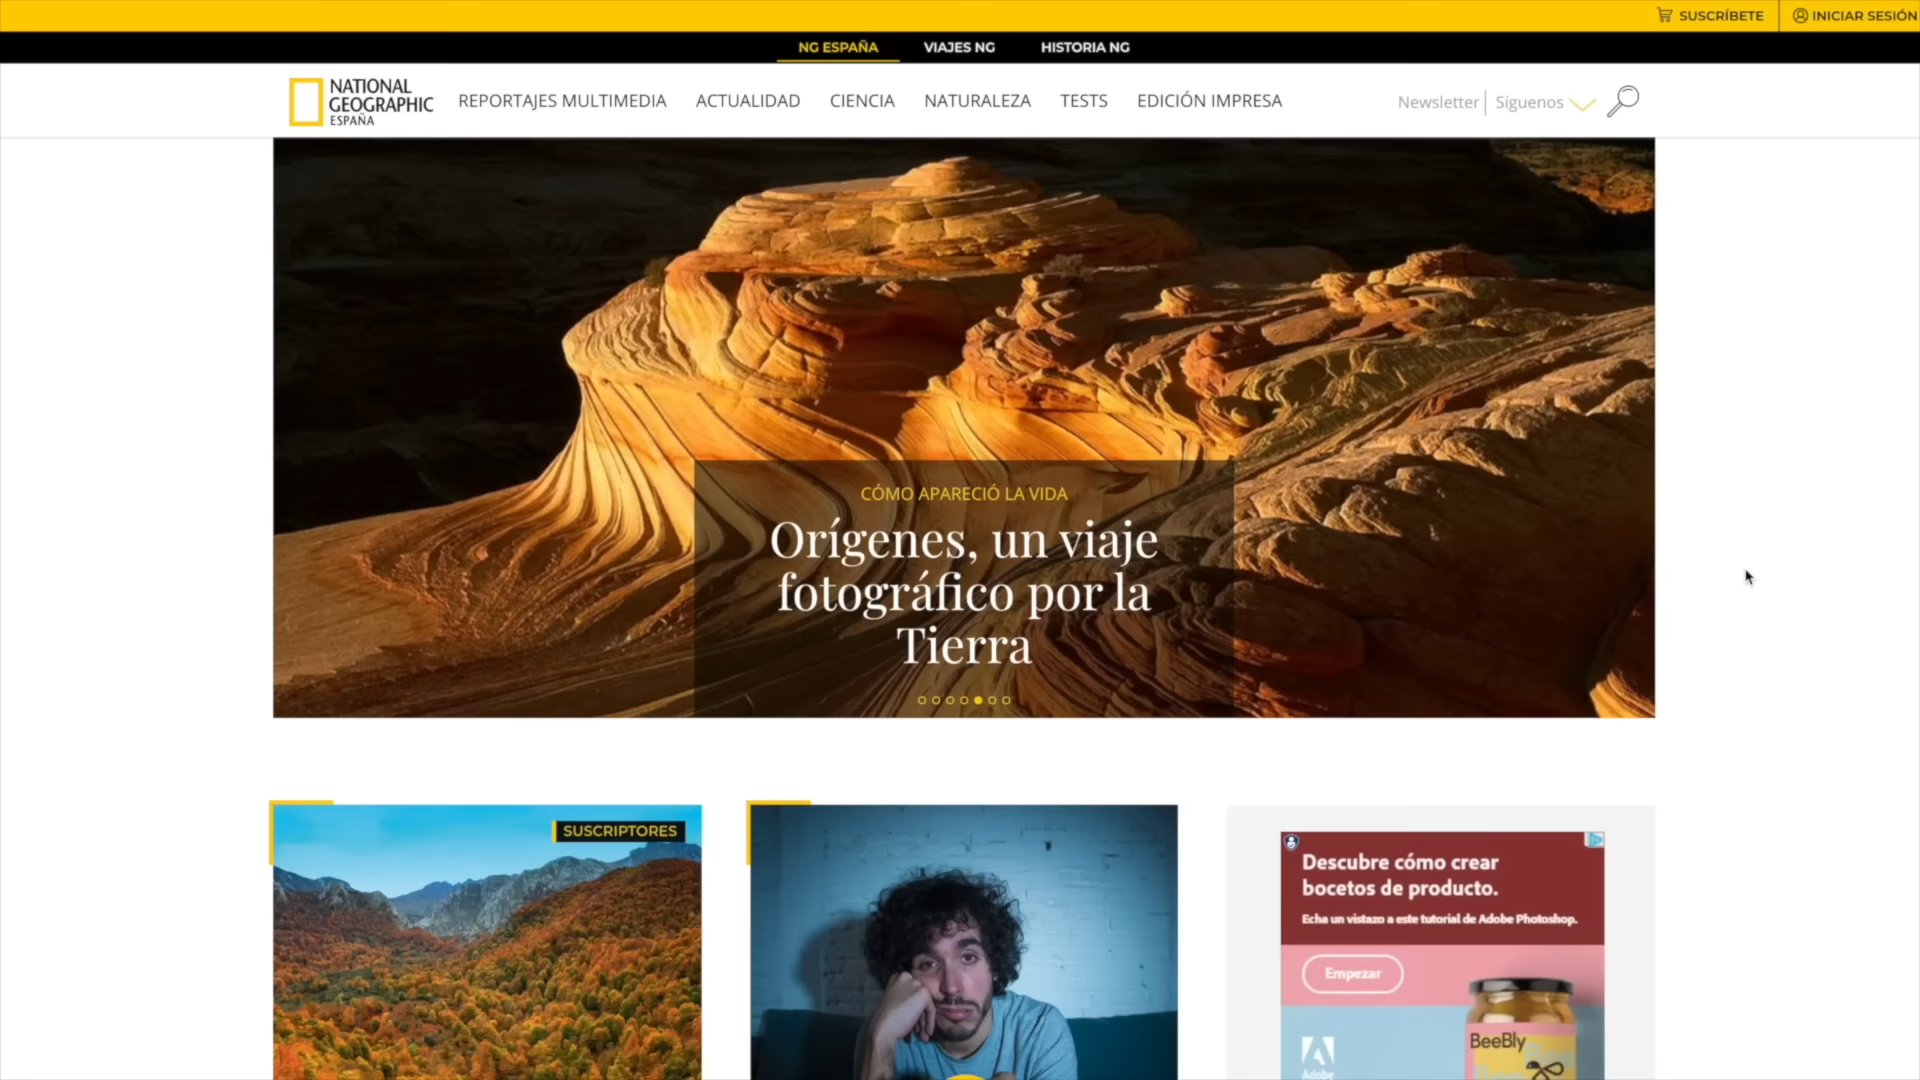 SUSCRÍBETE
INICIAR SESIÓN
NG ESPAÑA
VIAJES NG
HISTORIA NG
NATIONAL
GEOGRAPHIC
ESPAÑA
REPORTAJES MULTIMEDIA
ACTUALIDAD
CIENCIA
NATURALEZA
TESTS
EDICIÓN IMPRESA
Newsletter
Síguenos
CÓMO APARECIÓ LA VIDA
Orígenes, un viaje
fotográfico por la
Tierra
SUSCRIPTORES
Descubre cómo crear
bocetos de producto.
Echa un vistazo a este tutorial de Adobe Photoshop.
Empezar
BeeBly
Adobe